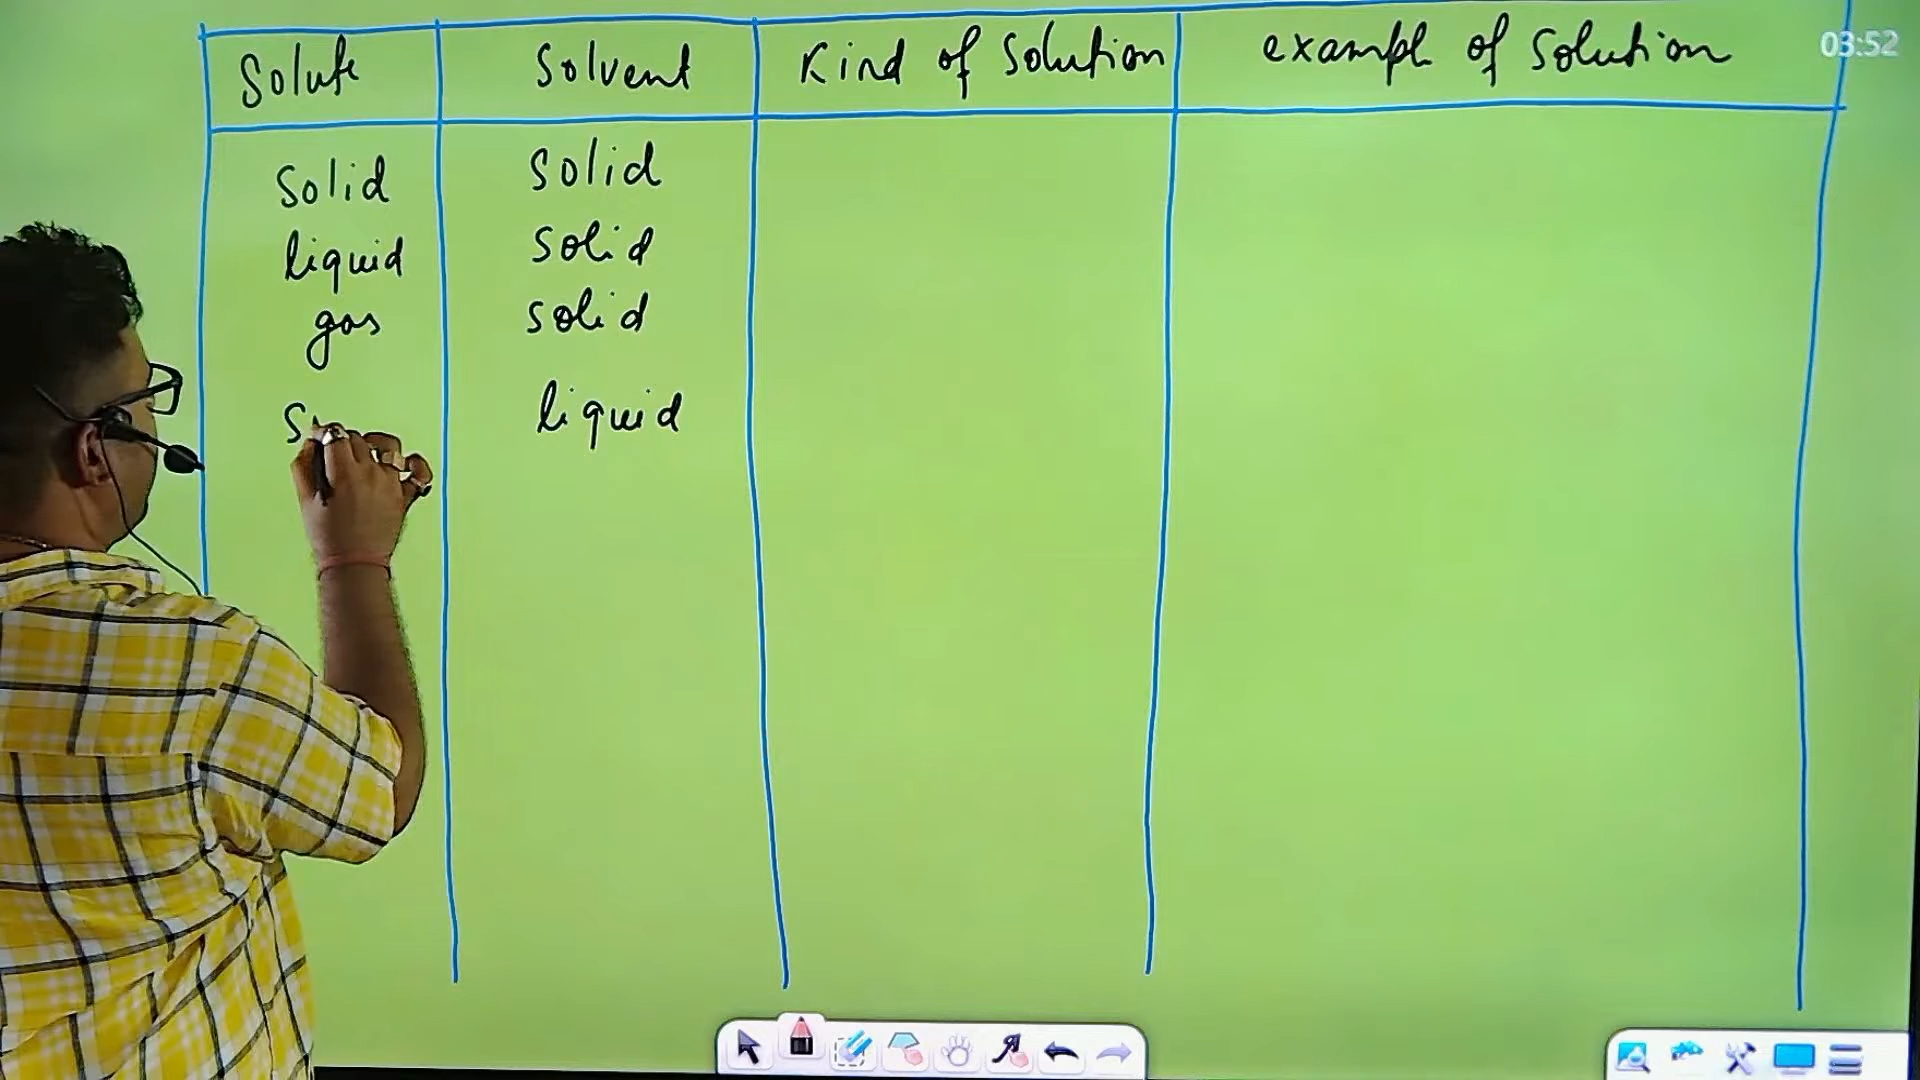 Solute Solvent Kind of Solution example of Solution
03:52
Solid Solid
liquid solid
gas solid
liquid